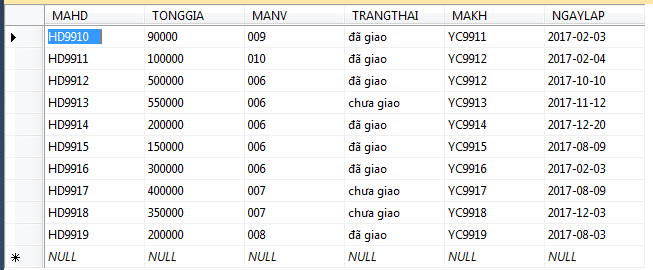 MAHD TONGGIA MANV TRANGTHAI MAKH NGAYLAP
HD9910 90000 009 đã giao YC9911 2017-02-03
HD9911 100000 010 đã giao YC9912 2017-02-04
HD9912 500000 006 đã giao YC9912 2017-10-10
HD9913 550000 006 chưa giao YC9913 2017-11-12
HD9914 200000 006 đã giao YC9914 2017-12-20
HD9915 150000 006 đã giao YC9915 2017-08-09
HD9916 300000 006 đã giao YC9916 2017-02-03
HD9917 400000 007 chưa giao YC9917 2017-08-09
HD9918 350000 007 chưa giao YC9918 2017-12-03
HD9919 200000 008 đã giao YC9919 2017-08-03
NULL NULL NULL NULL NULL NULL